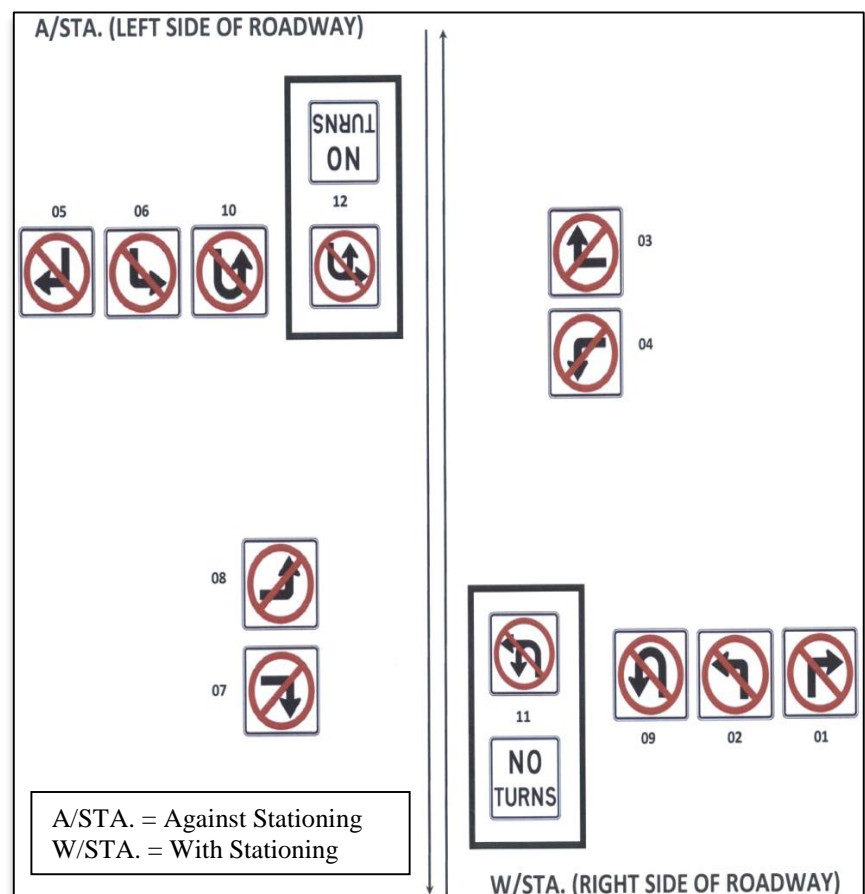 A/STA. (LEFT SIDE OF ROADWAY)
NO
TURNS
12
05
06
10
03
04
08
07
11
NO
TURNS
09
02
01
A/STA. = Against Stationing
W/STA. = With Stationing
W/STA. (RIGHT SIDE OF ROADWAY)